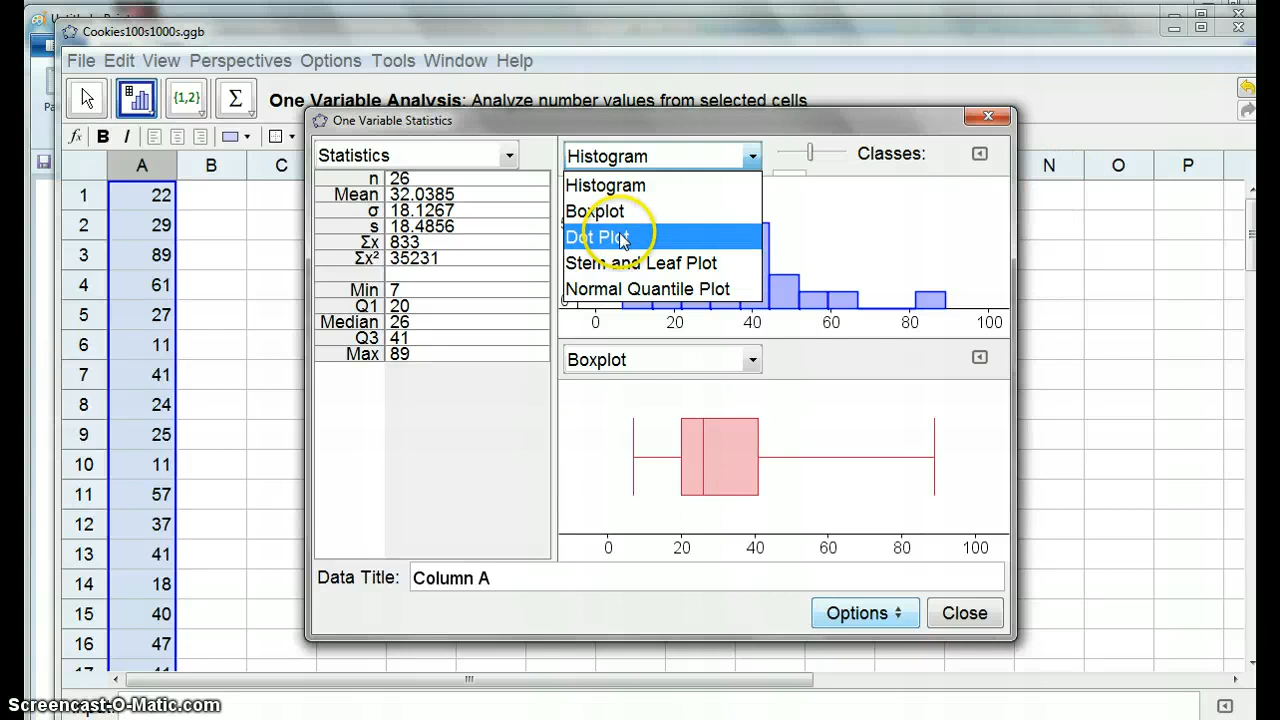 Cookies100s1000s.ggb
File Edit View Perspectives Options Tools Window Help
{1,2} Σ One Variable Analysis: Analyze number values from selected cells
fx B I
One Variable Statistics
Statistics
Histogram
Classes:
A B C N O P
1 22
2 29
3 89
4 61
5 27
6 11
7 41
8 24
9 25
10 11
11 57
12 37
13 41
14 18
15 40
16 47
n 26
Mean 32.0385
σ 18.1267
s 18.4856
Σx 833
Σx² 35231
Min 7
Q1 20
Median 26
Q3 41
Max 89
Histogram
Boxplot
Dot Plot
Stem and Leaf Plot
Normal Quantile Plot
0 20 40 60 80 100
Boxplot
0 20 40 60 80 100
Data Title: Column A
Options Close
Screencast-O-Matic.com